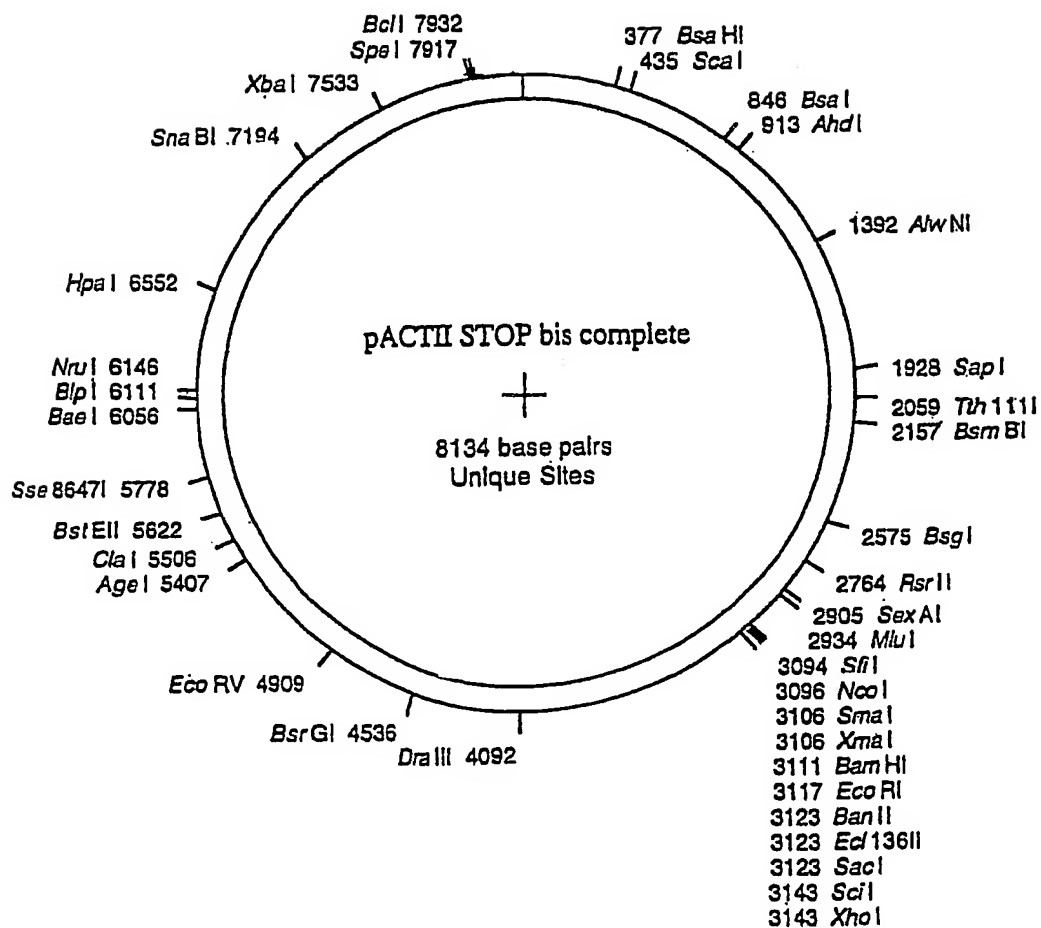 BclI 7932
SpeI 7917
XbaI 7533
SnaBI .7194
HpaI 6552
NruI 6146
BlpI 6111
BaeI 6056
Sse8647I 5778
BstEII 5622
ClaI 5506
AgeI 5407
EcoRV 4909
BsrGI 4536
DraIII 4092
377 BsaHI
435 ScaI
846 BsaI
913 AhdI
1392 AlwNI
1928 SapI
2059 Tth111I
2157 BsmBI
2575 BsgI
2764 RsrII
2905 SexAI
2934 MluI
3094 SfiI
3096 NcoI
3106 SmaI
3106 XmaI
3111 BamHI
3117 EcoRI
3123 BanII
3123 Ecl136II
3123 SacI
3143 SciI
3143 XhoI
pACTII STOP bis complete
8134 base pairs
Unique Sites